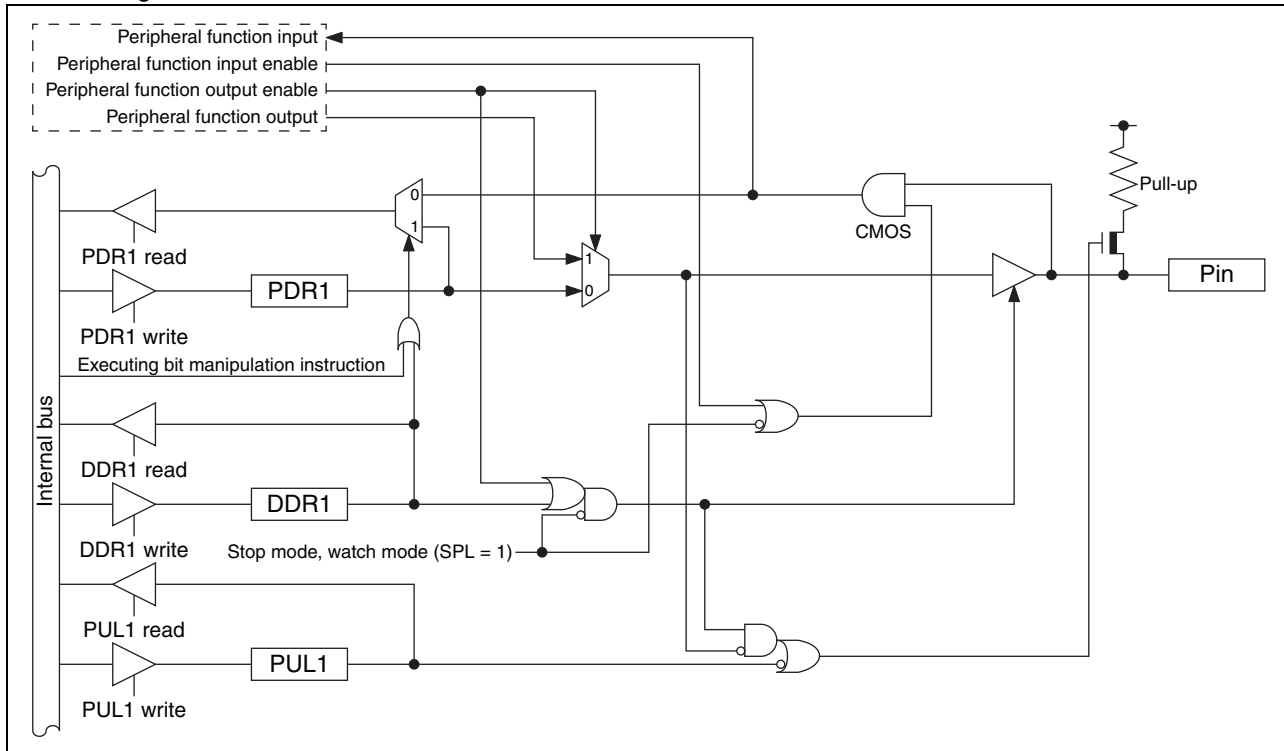 Peripheral function input
Peripheral function input enable
Peripheral function output enable
Peripheral function output
Pull-up
0
1
CMOS
PDR1 read
1
0
Pin
PDR1
PDR1 write
Executing bit manipulation instruction
Internal bus
DDR1 read
DDR1
DDR1 write
Stop mode, watch mode (SPL = 1)
PUL1 read
PUL1
PUL1 write